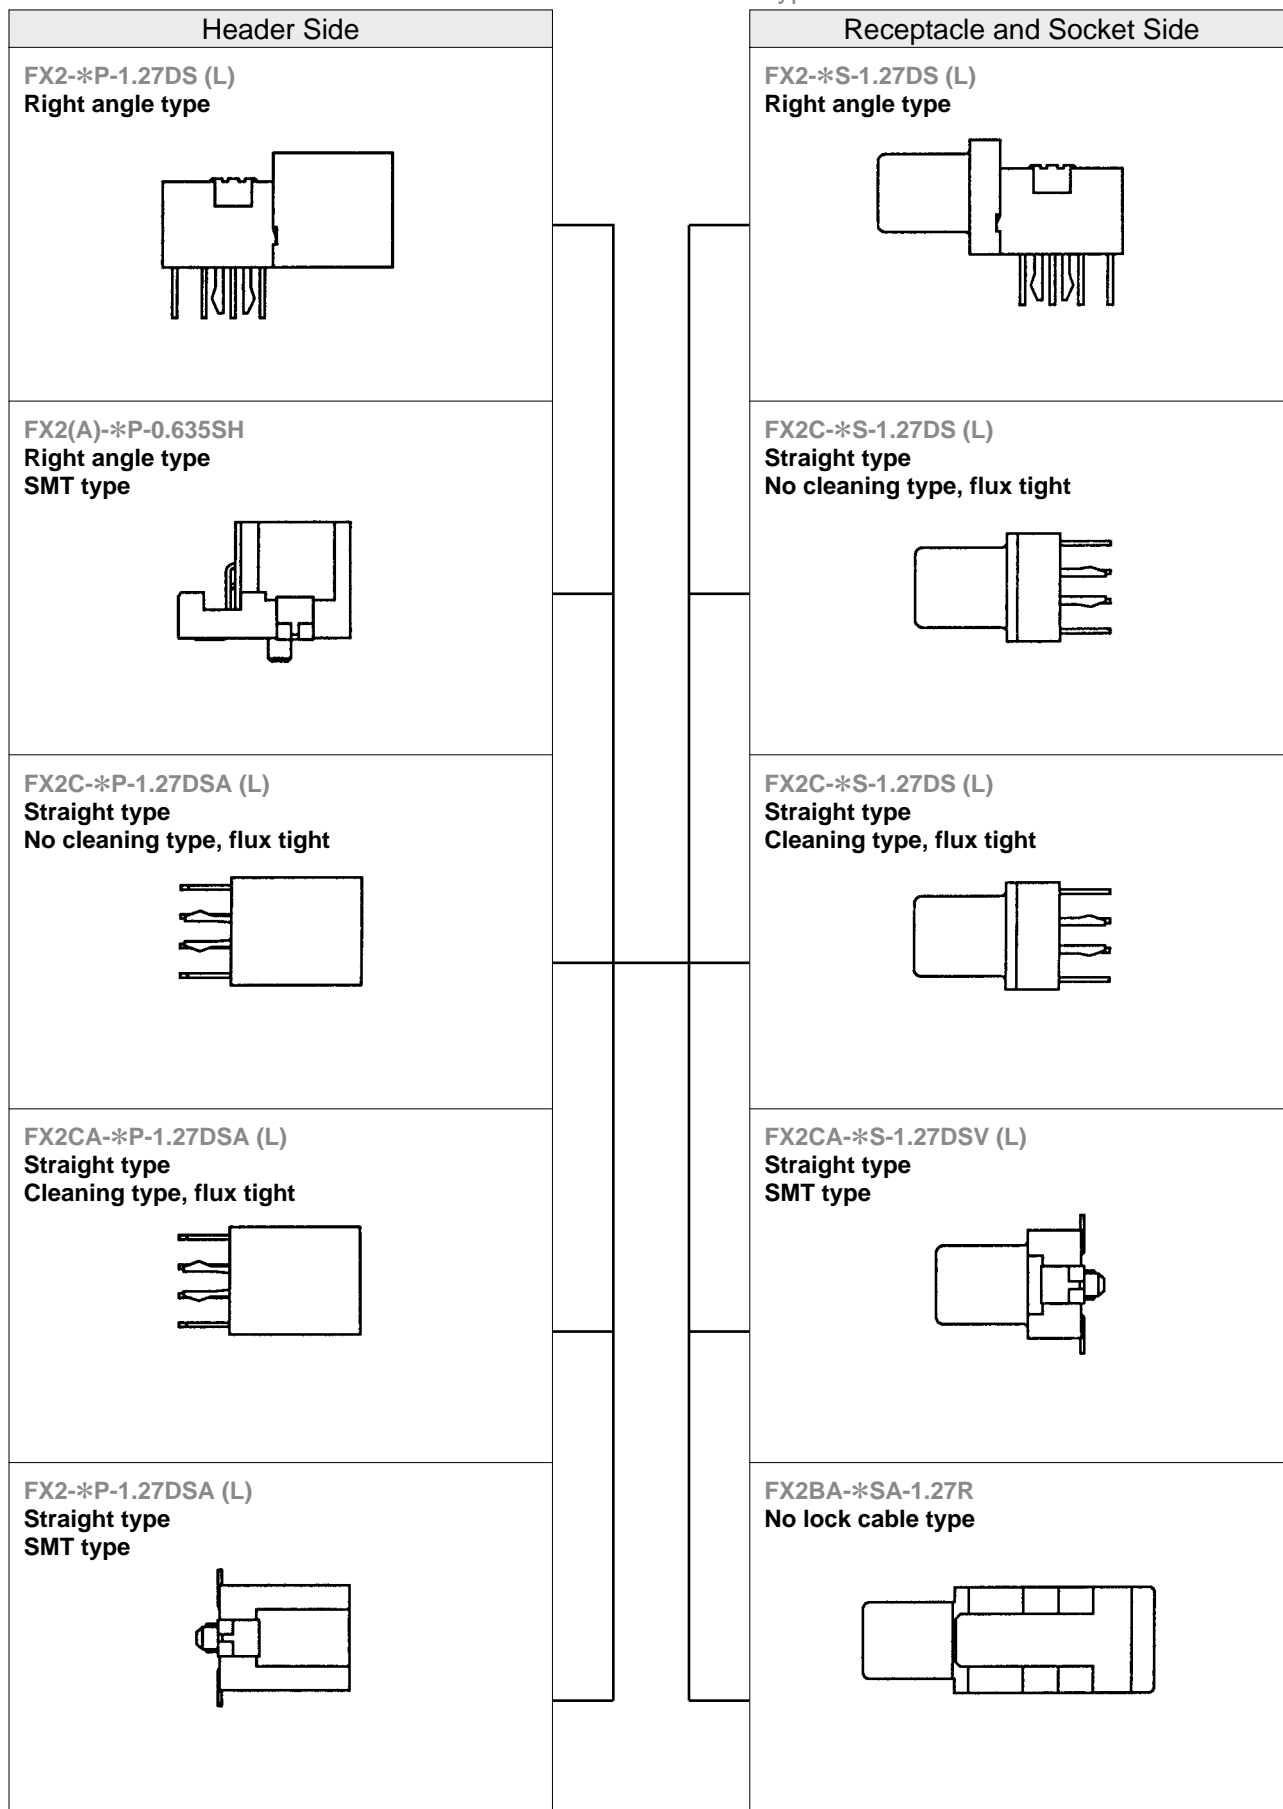 Header Side
FX2-*P-1.27DS (L)
Right angle type
FX2(A)-*P-0.635SH
Right angle type
SMT type
FX2C-*P-1.27DSA (L)
Straight type
No cleaning type, flux tight
FX2CA-*P-1.27DSA (L)
Straight type
Cleaning type, flux tight
FX2-*P-1.27DSA (L)
Straight type
SMT type
Receptacle and Socket Side
FX2-*S-1.27DS (L)
Right angle type
FX2C-*S-1.27DS (L)
Straight type
No cleaning type, flux tight
FX2C-*S-1.27DS (L)
Straight type
Cleaning type, flux tight
FX2CA-*S-1.27DSV (L)
Straight type
SMT type
FX2BA-*SA-1.27R
No lock cable type